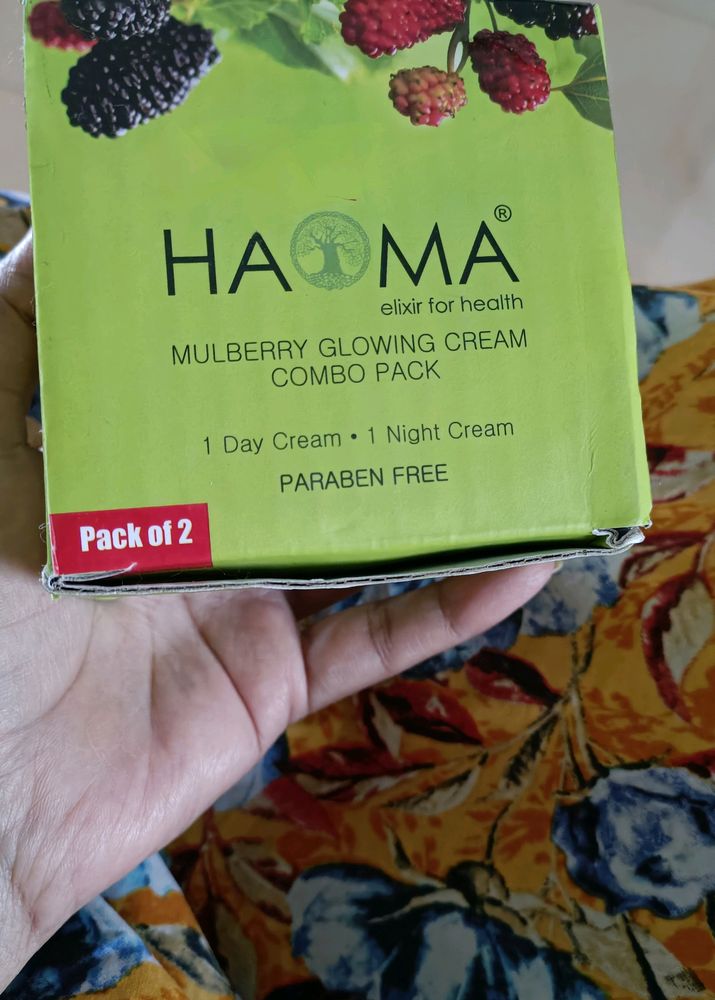 HAOMA®
elixir for health
MULBERRY GLOWING CREAM
COMBO PACK
1 Day Cream • 1 Night Cream
PARABEN FREE
Pack of 2